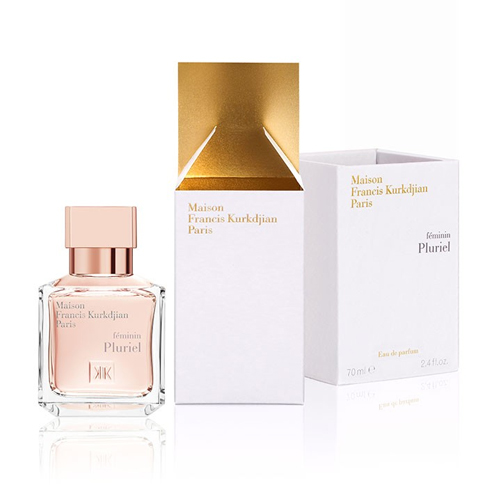 Maison
Francis Kurkdjian
Paris
féminin
Pluriel
Maison
Francis Kurkdjian
Paris
Maison
Francis Kurkdjian
Paris
féminin
Pluriel
Eau de parfum
70 ml e 2.4 fl.oz.